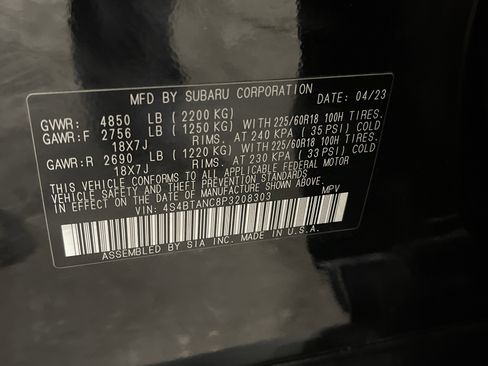 MFD BY SUBARU CORPORATION DATE: 04/23
GVWR: 4850 LB (2200 KG)
GAWR:F 2756 LB (1250 KG) WITH 225/60R18 100H TIRES.
18X7J RIMS. AT 240 KPA (35 PSI) COLD
GAWR:R 2690 LB (1220 KG) WITH 225/60R18 100H TIRES.
18X7J RIMS. AT 230 KPA (33 PSI) COLD
THIS VEHICLE CONFORMS TO ALL APPLICABLE FEDERAL MOTOR
VEHICLE SAFETY AND THEFT PREVENTION STANDARDS
IN EFFECT ON THE DATE OF MANUFACTURE SHOWN ABOVE.
VIN: 4S4BTANC8P3208303 MPV
ASSEMBLED BY SIA INC. MADE IN U.S.A.